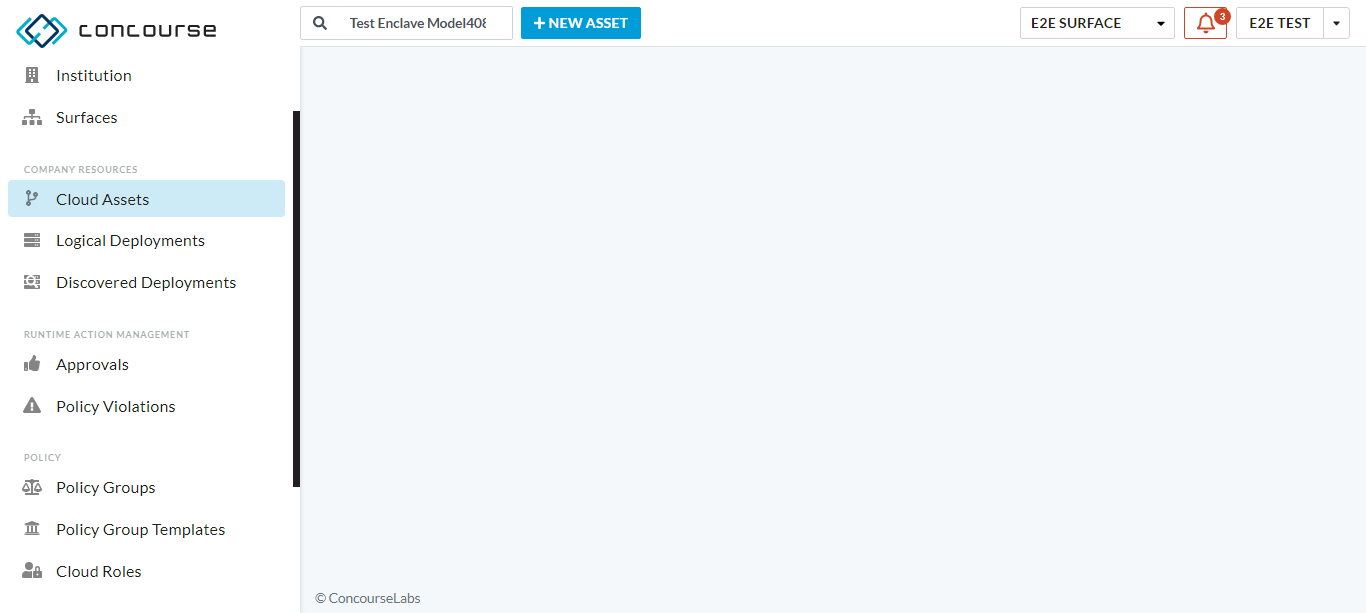 concourse
Test Enclave Model408
+ NEW ASSET
E2E SURFACE
3
E2E TEST
Institution
Surfaces
COMPANY RESOURCES
Cloud Assets
Logical Deployments
Discovered Deployments
RUNTIME ACTION MANAGEMENT
Approvals
Policy Violations
POLICY
Policy Groups
Policy Group Templates
Cloud Roles
© ConcourseLabs